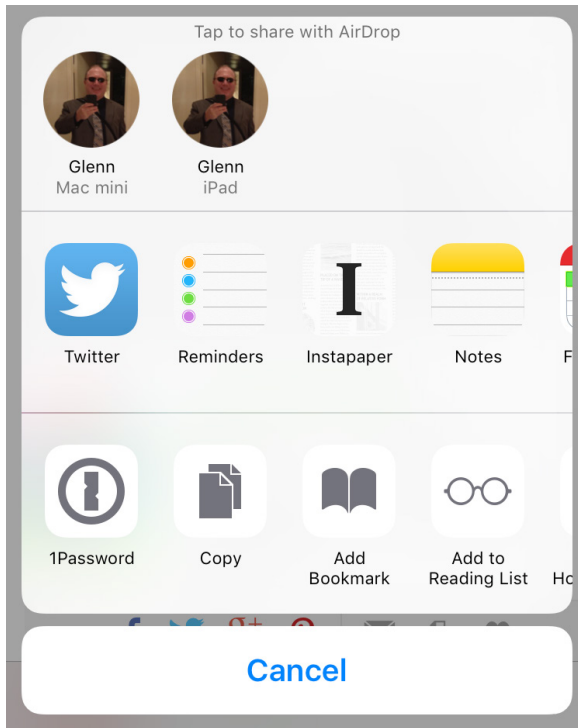 Tap to share with AirDrop
Glenn Glenn
Mac mini iPad
Twitter Reminders Instapaper Notes F
1Password Copy Add Add to
Bookmark Reading List Ho
Cancel